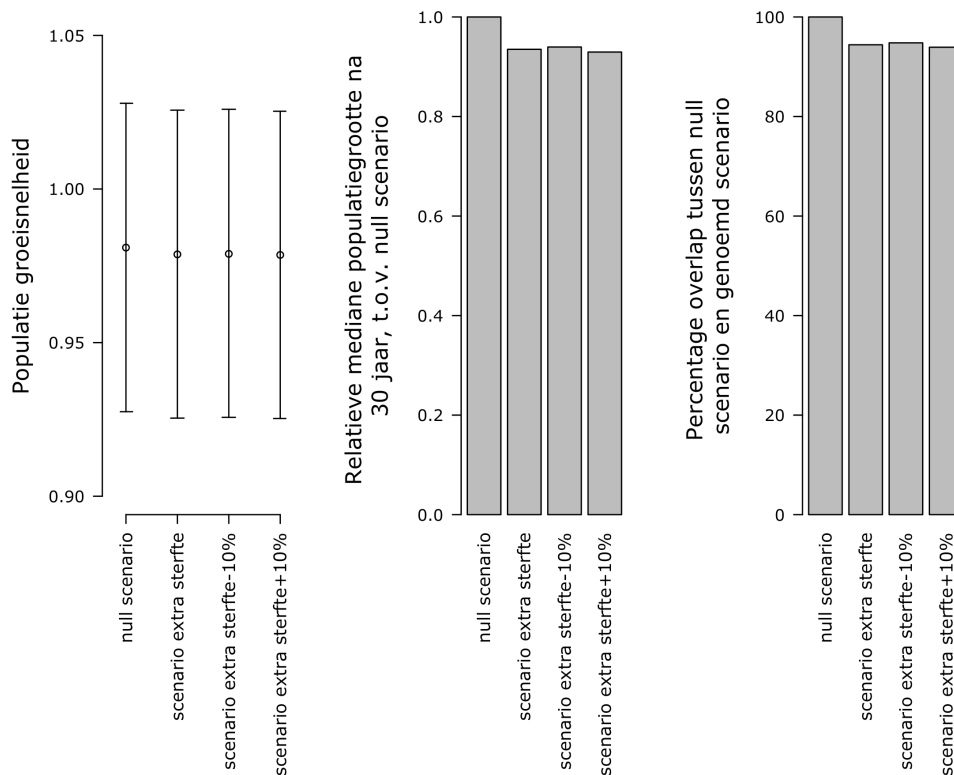 Populatie groeisnelheid
1.05
1.00
0.95
0.90
null scenario
scenario extra sterfte
scenario extra sterfte-10%
scenario extra sterfte+10%
Relatieve mediane populatiegrootte na
30 jaar, t.o.v. null scenario
1.0
0.8
0.6
0.4
0.2
0.0
null scenario
scenario extra sterfte
scenario extra sterfte-10%
scenario extra sterfte+10%
Percentage overlap tussen null
scenario en genoemd scenario
100
80
60
40
20
0
null scenario
scenario extra sterfte
scenario extra sterfte-10%
scenario extra sterfte+10%